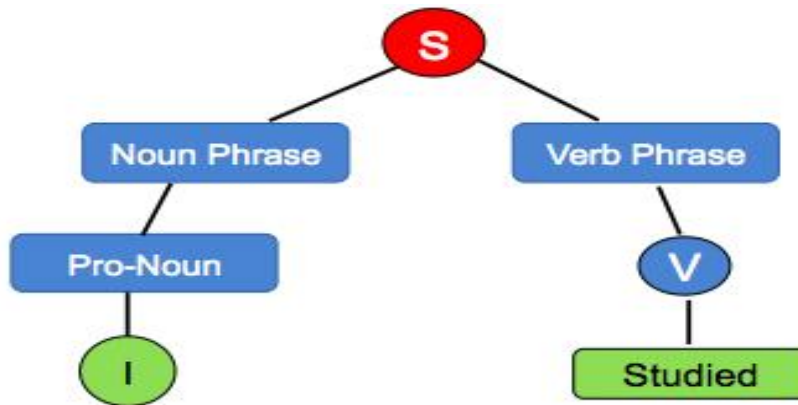 S
Noun Phrase
Verb Phrase
Pro-Noun
V
I
Studied